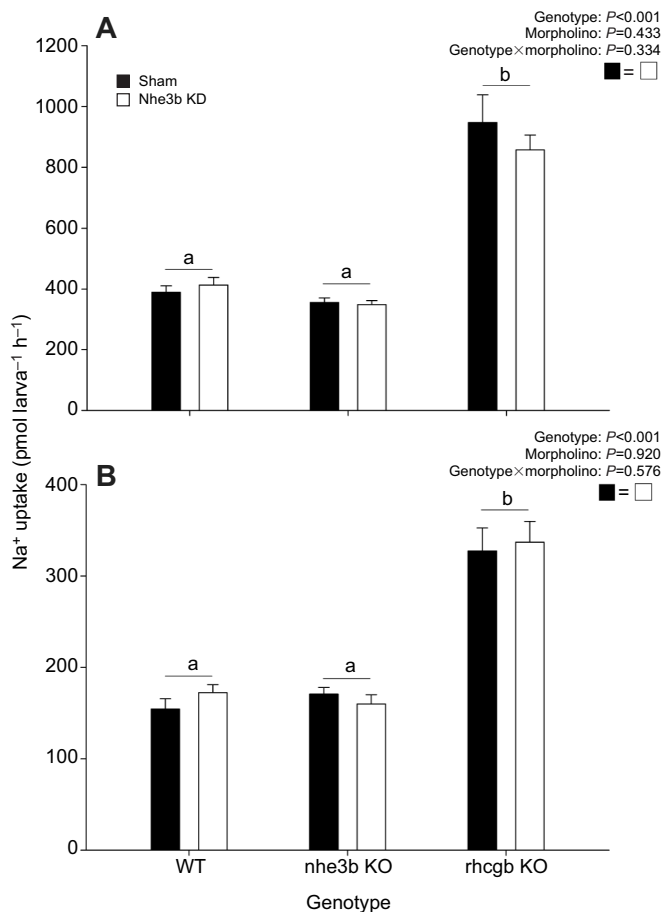 A
Genotype: P<0.001
Morpholino: P=0.433
Genotype×morpholino: P=0.334
=
1200
1000
800
600
400
200
0
Sham
Nhe3b KD
a
a
b
Na⁺ uptake (pmol larva⁻¹ h⁻¹)
B
Genotype: P<0.001
Morpholino: P=0.920
Genotype×morpholino: P=0.576
=
400
300
200
100
0
a
a
b
WT nhe3b KO rhcgb KO
Genotype